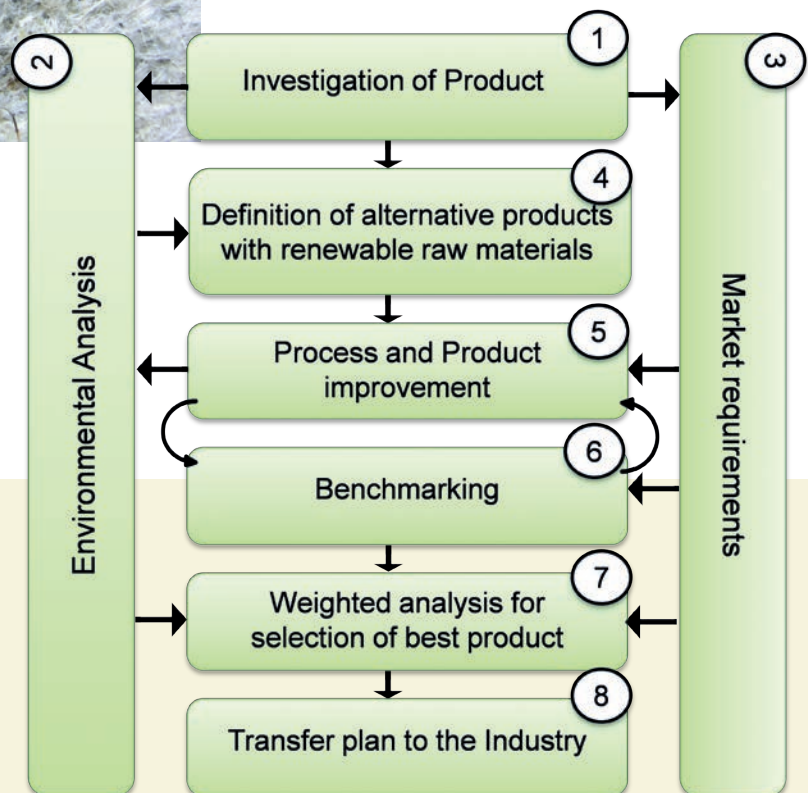 1
Investigation of Product
2
Environmental Analysis
3
Market requirements
4
Definition of alternative products
with renewable raw materials
5
Process and Product
improvement
6
Benchmarking
7
Weighted analysis for
selection of best product
8
Transfer plan to the Industry